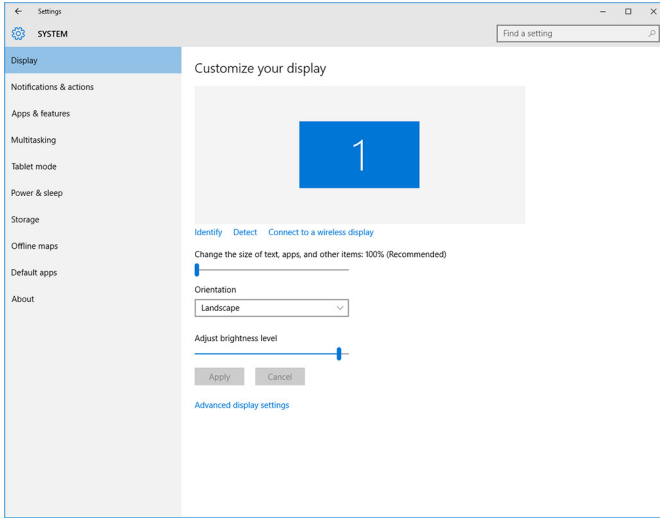 Settings
SYSTEM
Find a setting
Display
Notifications & actions
Apps & features
Multitasking
Tablet mode
Power & sleep
Storage
Offline maps
Default apps
About
Customize your display
1
Identify Detect Connect to a wireless display
Change the size of text, apps, and other items: 100% (Recommended)
Orientation
Landscape
Adjust brightness level
Apply Cancel
Advanced display settings